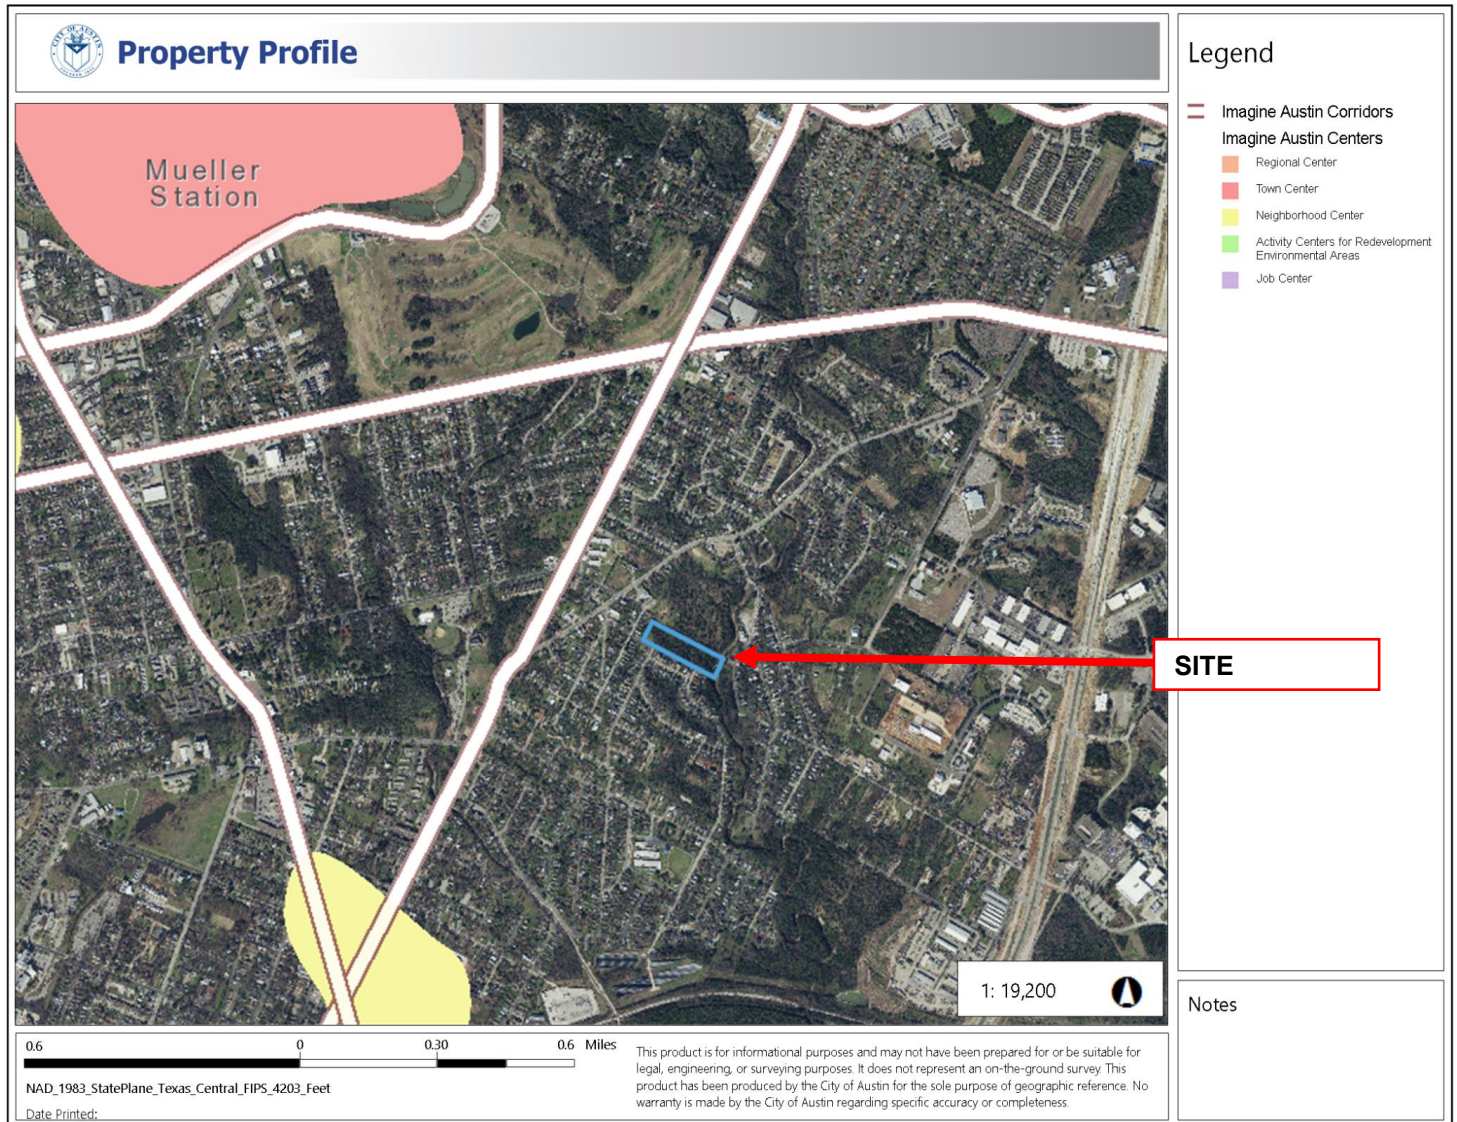 CITY OF AUSTIN
FOUNDED 1839
Property Profile
Legend
Imagine Austin Corridors
Imagine Austin Centers
Regional Center
Town Center
Neighborhood Center
Activity Centers for Redevelopment
Environmental Areas
Job Center
Mueller
Station
SITE
1: 19,200
Notes
0.6 0 0.30 0.6 Miles
NAD_1983_StatePlane_Texas_Central_FIPS_4203_Feet
Date Printed:
This product is for informational purposes and may not have been prepared for or be suitable for
legal, engineering, or surveying purposes. It does not represent an on-the-ground survey. This
product has been produced by the City of Austin for the sole purpose of geographic reference. No
warranty is made by the City of Austin regarding specific accuracy or completeness.